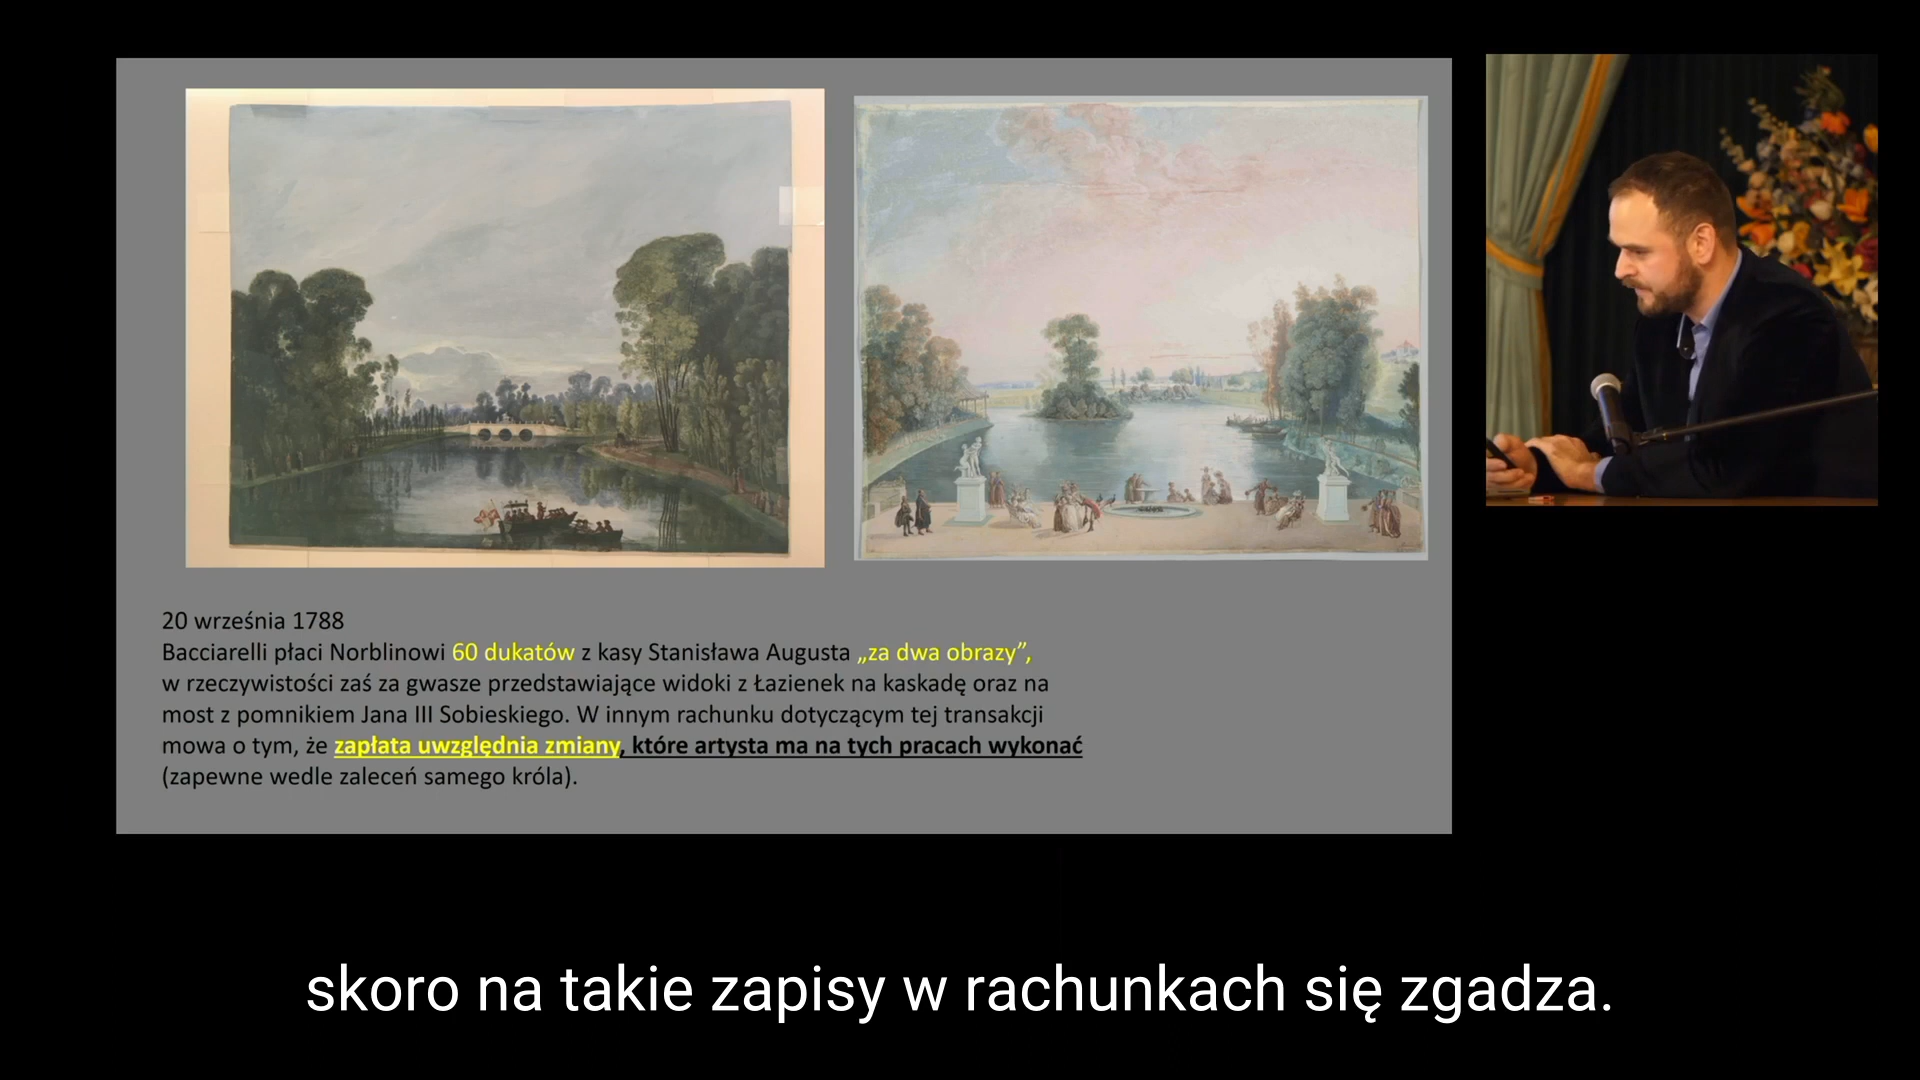 20 września 1788
Bacciarelli płaci Norblinowi 60 dukatów z kasy Stanisława Augusta „za dwa obrazy”,
w rzeczywistości zaś za gwasze przedstawiające widoki z Łazienek na kaskadę oraz na
most z pomnikiem Jana III Sobieskiego. W innym rachunku dotyczącym tej transakcji
mowa o tym, że zapłata uwzględnia zmiany, które artysta ma na tych pracach wykonać
(zapewne wedle zaleceń samego króla).
skoro na takie zapisy w rachunkach się zgadza.